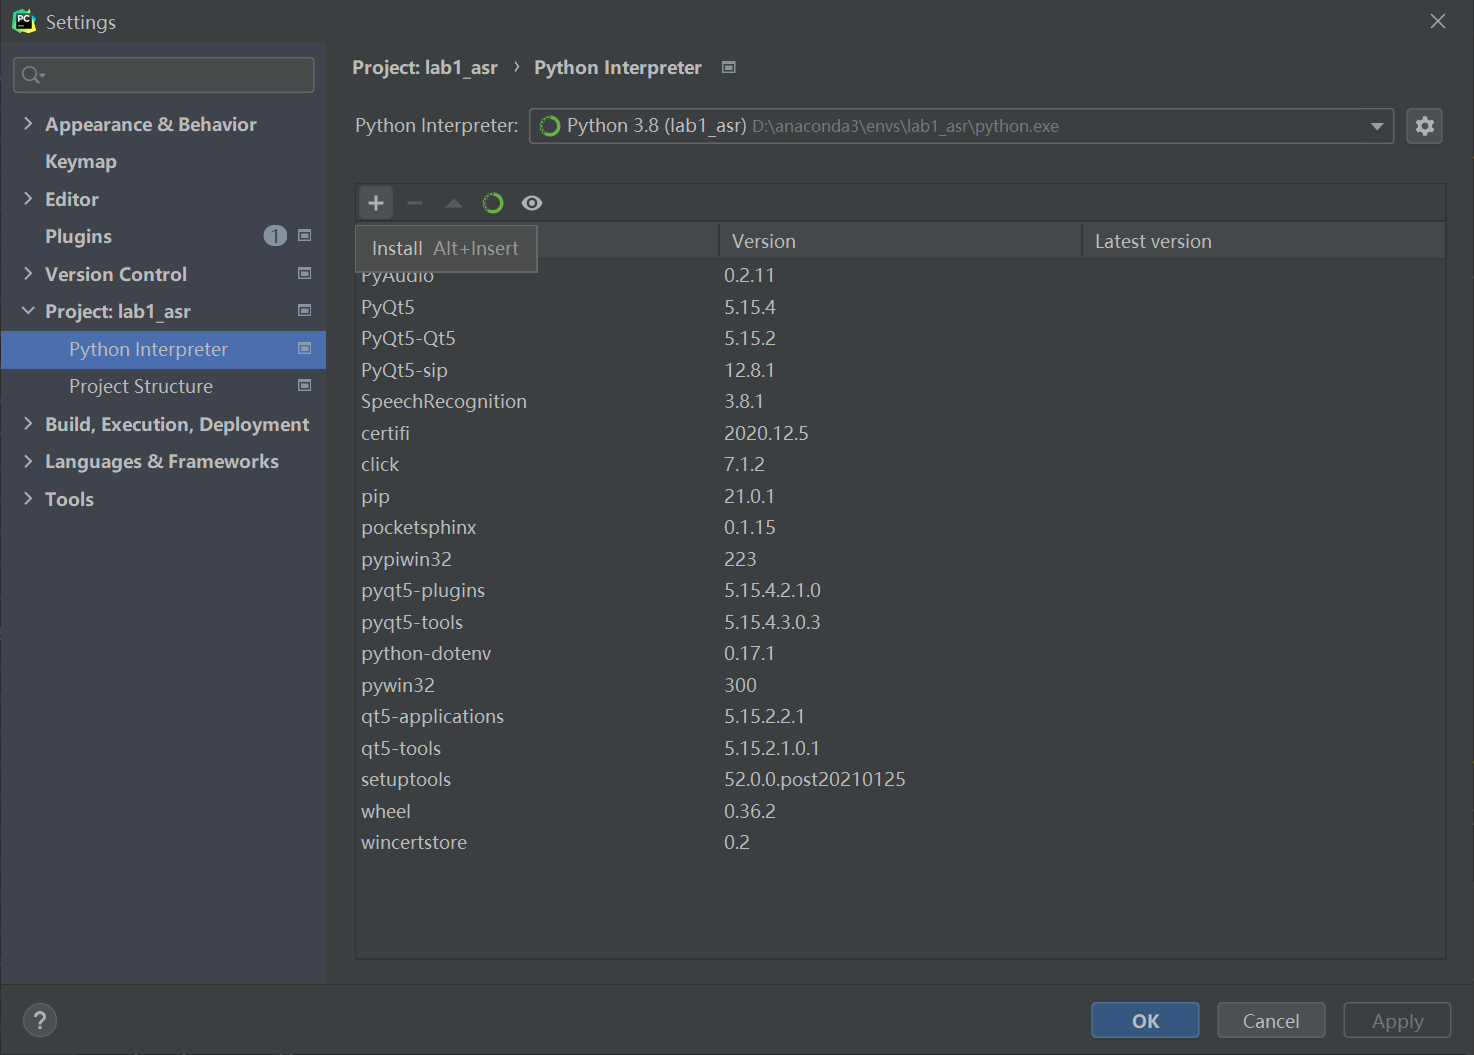 Settings
Project: lab1_asr › Python Interpreter
Appearance & Behavior
Keymap
Editor
Plugins 1
Version Control
Project: lab1_asr
Python Interpreter
Project Structure
Build, Execution, Deployment
Languages & Frameworks
Tools
Python Interpreter: Python 3.8 (lab1_asr) D:\anaconda3\envs\lab1_asr\python.exe
Install Alt+Insert
Version Latest version
PyAudio 0.2.11
PyQt5 5.15.4
PyQt5-Qt5 5.15.2
PyQt5-sip 12.8.1
SpeechRecognition 3.8.1
certifi 2020.12.5
click 7.1.2
pip 21.0.1
pocketsphinx 0.1.15
pypiwin32 223
pyqt5-plugins 5.15.4.2.1.0
pyqt5-tools 5.15.4.3.0.3
python-dotenv 0.17.1
pywin32 300
qt5-applications 5.15.2.2.1
qt5-tools 5.15.2.1.0.1
setuptools 52.0.0.post20210125
wheel 0.36.2
wincertstore 0.2
? OK Cancel Apply